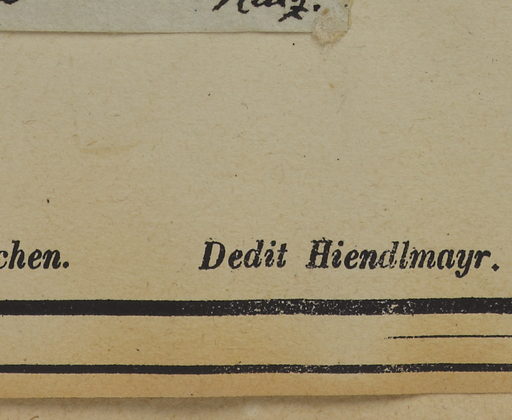 chen. Dedit Hiendlmayr.